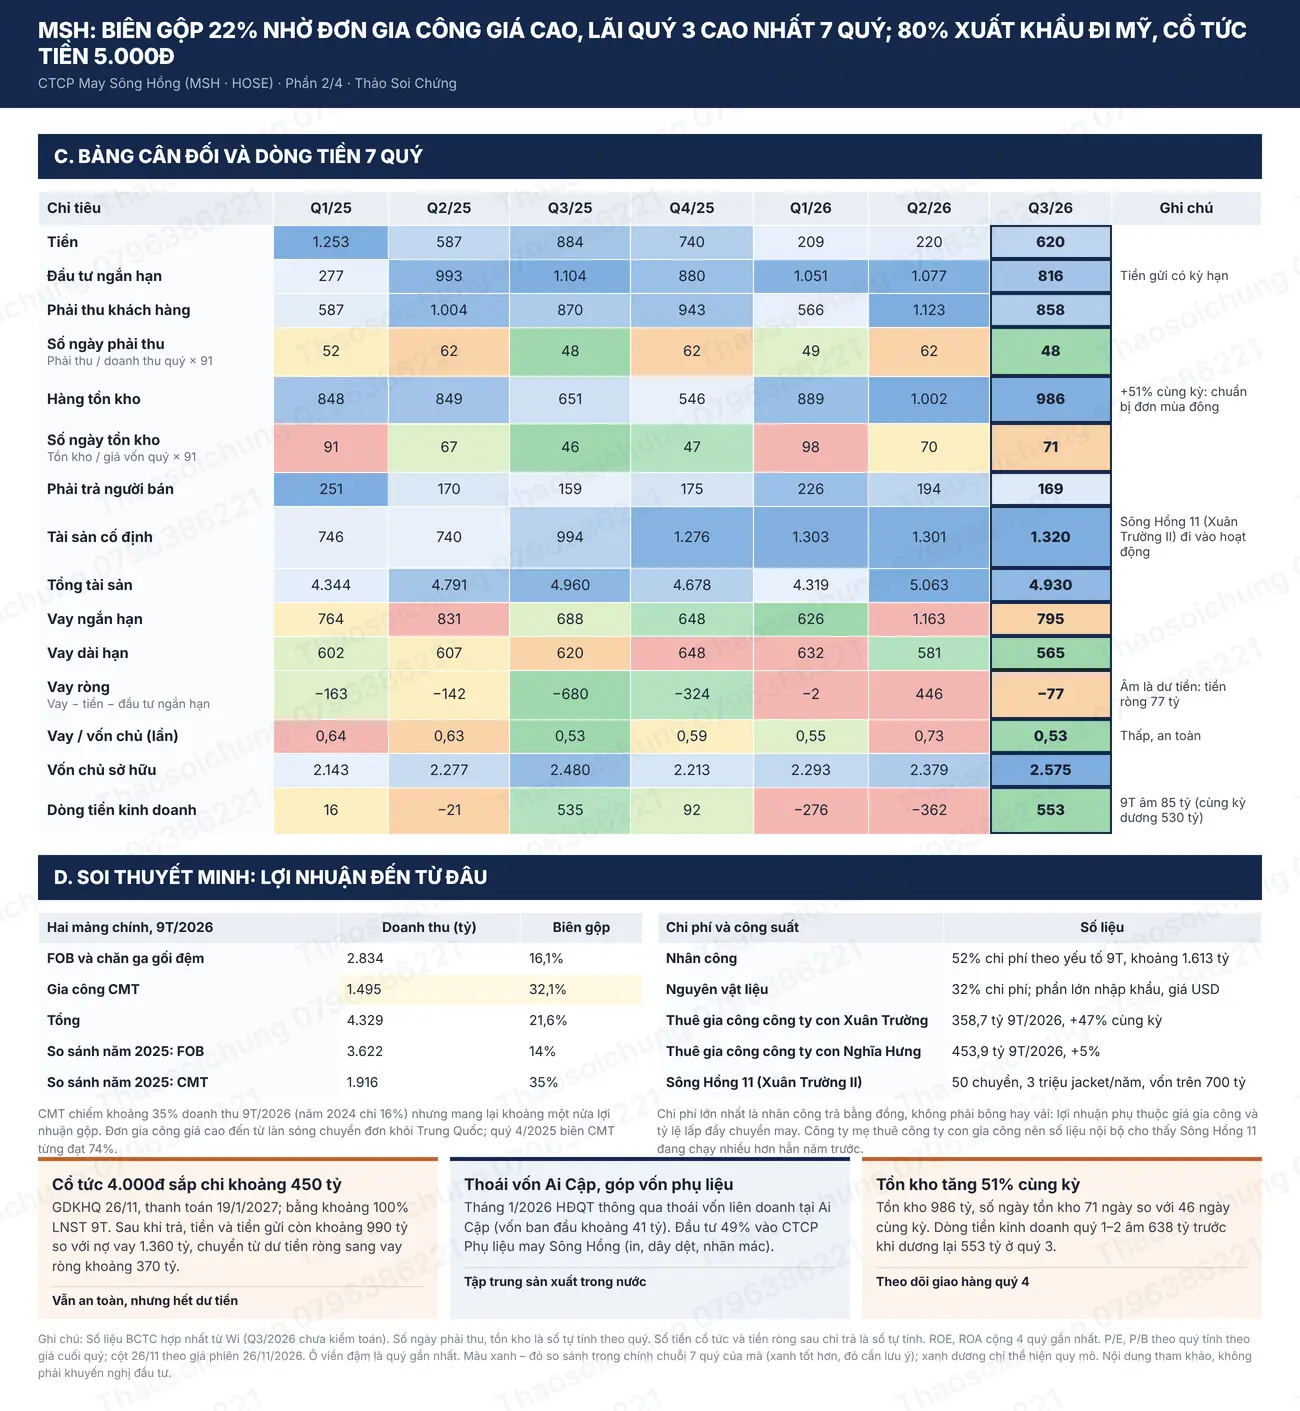 MSH: BIÊN GỘP 22% NHỜ ĐƠN GIA CÔNG GIÁ CAO, LÃI QUÝ 3 CAO NHẤT 7 QUÝ; 80% XUẤT KHẨU ĐI MỸ, CỔ TỨC
TIỀN 5.000Đ
CTCP May Sông Hồng (MSH · HOSE) · Phần 2/4 · Thảo Soi Chứng
C. BẢNG CÂN ĐỐI VÀ DÒNG TIỀN 7 QUÝ
Chỉ tiêu Q1/25 Q2/25 Q3/25 Q4/25 Q1/26 Q2/26 Q3/26 Ghi chú
Tiền 1.253 587 884 740 209 220 620
Đầu tư ngắn hạn 277 993 1.104 880 1.051 1.077 816 Tiền gửi có kỳ hạn
Phải thu khách hàng 587 1.004 870 943 566 1.123 858
Số ngày phải thu 52 62 48 62 49 62 48
Phải thu / doanh thu quý × 91
Hàng tồn kho 848 849 651 546 889 1.002 986 +51% cùng kỳ: chuẩn
bị đơn mùa đông
Số ngày tồn kho 91 67 46 47 98 70 71
Tồn kho / giá vốn quý × 91
Phải trả người bán 251 170 159 175 226 194 169
Tài sản cố định 746 740 994 1.276 1.303 1.301 1.320 Sông Hồng 11 (Xuân
Trường II) đi vào hoạt
động
Tổng tài sản 4.344 4.791 4.960 4.678 4.319 5.063 4.930
Vay ngắn hạn 764 831 688 648 626 1.163 795
Vay dài hạn 602 607 620 648 632 581 565
Vay ròng −163 −142 −680 −324 −2 446 −77 Âm là dư tiền: tiền
Vay − tiền − đầu tư ngắn hạn ròng 77 tỷ
Vay / vốn chủ (lần) 0,64 0,63 0,53 0,59 0,55 0,73 0,53 Thấp, an toàn
Vốn chủ sở hữu 2.143 2.277 2.480 2.213 2.293 2.379 2.575
Dòng tiền kinh doanh 16 −21 535 92 −276 −362 553 9T âm 85 tỷ (cùng kỳ
dương 530 tỷ)
D. SOI THUYẾT MINH: LỢI NHUẬN ĐẾN TỪ ĐÂU
Hai mảng chính, 9T/2026 Doanh thu (tỷ) Biên gộp
FOB và chăn ga gối đệm 2.834 16,1%
Gia công CMT 1.495 32,1%
Tổng 4.329 21,6%
So sánh năm 2025: FOB 3.622 14%
So sánh năm 2025: CMT 1.916 35%
CMT chiếm khoảng 35% doanh thu 9T/2026 (năm 2024 chỉ 16%) nhưng mang lại khoảng một nửa lợi
nhuận gộp. Đơn gia công giá cao đến từ làn sóng chuyển đơn khỏi Trung Quốc; quý 4/2025 biên CMT
từng đạt 74%.
Chi phí và công suất Số liệu
Nhân công 52% chi phí theo yếu tố 9T, khoảng 1.613 tỷ
Nguyên vật liệu 32% chi phí; phần lớn nhập khẩu, giá USD
Thuê gia công công ty con Xuân Trường 358,7 tỷ 9T/2026, +47% cùng kỳ
Thuê gia công công ty con Nghĩa Hưng 453,9 tỷ 9T/2026, +5%
Sông Hồng 11 (Xuân Trường II) 50 chuyền, 3 triệu jacket/năm, vốn trên 700 tỷ
Chi phí lớn nhất là nhân công trả bằng đồng, không phải bông hay vải: lợi nhuận phụ thuộc giá gia công và
tỷ lệ lấp đầy chuyền may. Công ty mẹ thuê công ty con gia công nên số liệu nội bộ cho thấy Sông Hồng 11
đang chạy nhiều hơn hẳn năm trước.
Cổ tức 4.000đ sắp chi khoảng 450 tỷ
GDKHQ 26/11, thanh toán 19/1/2027; bằng khoảng 100%
LNST 9T. Sau khi trả, tiền và tiền gửi còn khoảng 990 tỷ
so với nợ vay 1.360 tỷ, chuyển từ dư tiền ròng sang vay
ròng khoảng 370 tỷ.
Vẫn an toàn, nhưng hết dư tiền
Thoái vốn Ai Cập, góp vốn phụ liệu
Tháng 1/2026 HĐQT thông qua thoái vốn liên doanh tại Ai
Cập (vốn ban đầu khoảng 41 tỷ). Đầu tư 49% vào CTCP
Phụ liệu may Sông Hồng (in, dây dệt, nhãn mác).
Tập trung sản xuất trong nước
Tồn kho tăng 51% cùng kỳ
Tồn kho 986 tỷ, số ngày tồn kho 71 ngày so với 46 ngày
cùng kỳ. Dòng tiền kinh doanh quý 1–2 âm 638 tỷ trước
khi dương lại 553 tỷ ở quý 3.
Theo dõi giao hàng quý 4
Ghi chú: Số liệu BCTC hợp nhất từ Wi (Q3/2026 chưa kiểm toán). Số ngày phải thu, tồn kho là số tự tính theo quý. Số tiền cổ tức và tiền ròng sau chi trả là số tự tính. ROE, ROA cộng 4 quý gần nhất. P/E, P/B theo quý tính theo
giá cuối quý; cột 26/11 theo giá phiên 26/11/2026. Ô viền đậm là quý gần nhất. Màu xanh – đỏ so sánh trong chính chuỗi 7 quý của mã (xanh tốt hơn, đỏ cần lưu ý); xanh dương chỉ thể hiện quy mô. Nội dung tham khảo, không
phải khuyến nghị đầu tư.
Thaosoichung 0796386221